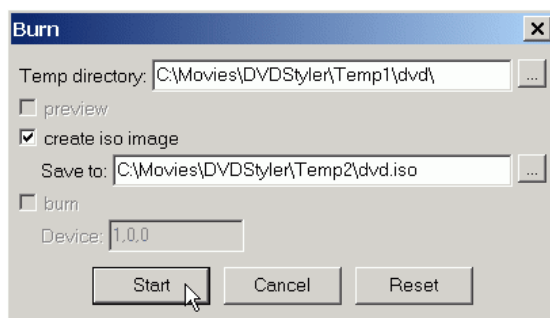 Burn
Temp directory: C:\Movies\DVDStyler\Temp1\dvd\ ...
preview
create iso image
Save to: C:\Movies\DVDStyler\Temp2\dvd.iso ...
burn
Device: 1,0,0
Start Cancel Reset